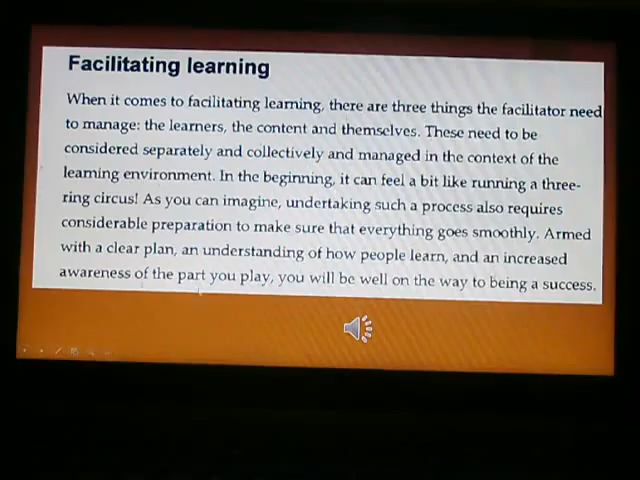 Facilitating learning
When it comes to facilitating learning, there are three things the facilitator need
to manage: the learners, the content and themselves. These need to be
considered separately and collectively and managed in the context of the
learning environment. In the beginning, it can feel a bit like running a three-
ring circus! As you can imagine, undertaking such a process also requires
considerable preparation to make sure that everything goes smoothly. Armed
with a clear plan, an understanding of how people learn, and an increased
awareness of the part you play, you will be well on the way to being a success.